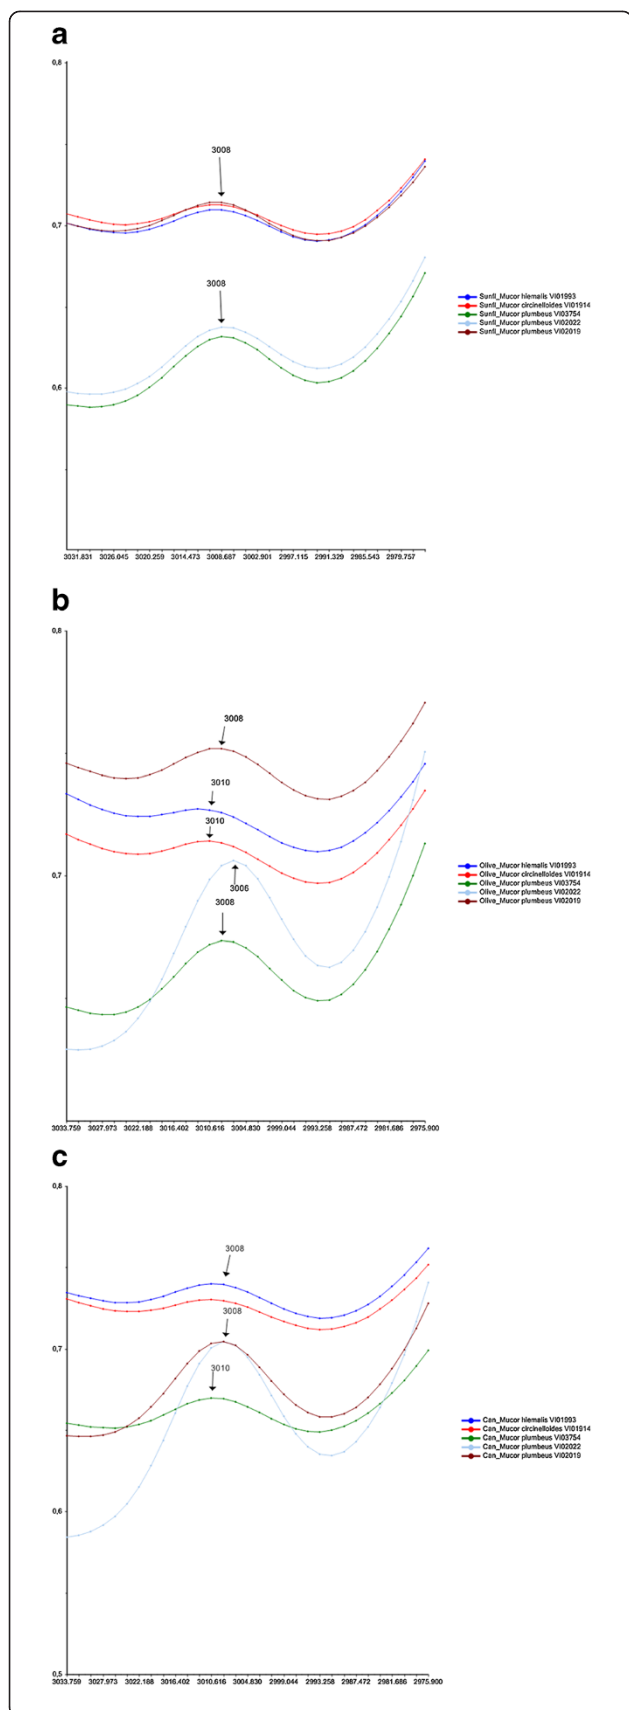 a
0,8
3008
0,7
3008
Sunfl_Mucor hiemalis VI01993
Sunfl_Mucor circinelloides VI01914
Sunfl_Mucor plumbeus VI03754
Sunfl_Mucor plumbeus VI02022
Sunfl_Mucor plumbeus VI02019
0,6
3031.831 3026.045 3020.259 3014.473 3008.687 3002.901 2997.115 2991.329 2985.543 2979.757
b
0,8
3008
3010
3010
0,7
3006
3008
Olive_Mucor hiemalis VI01993
Olive_Mucor circinelloides VI01914
Olive_Mucor plumbeus VI03754
Olive_Mucor plumbeus VI02022
Olive_Mucor plumbeus VI02019
3033.759 3027.973 3022.188 3016.402 3010.616 3004.830 2999.044 2993.258 2987.472 2981.686 2975.900
c
0,8
3008
3008
0,7
3010
Can_Mucor hiemalis VI01993
Can_Mucor circinelloides VI01914
Can_Mucor plumbeus VI03754
Can_Mucor plumbeus VI02022
Can_Mucor plumbeus VI02019
0,6
0,5
3033.759 3027.973 3022.188 3016.402 3010.616 3004.830 2999.044 2993.258 2987.472 2981.686 2975.900